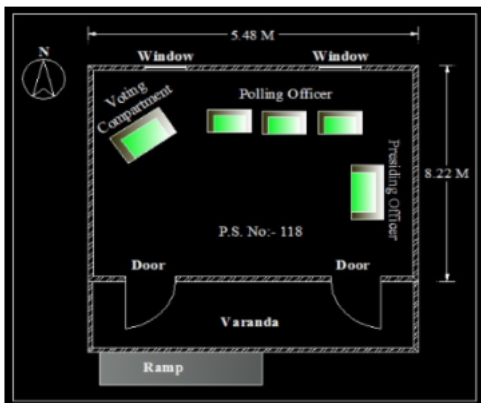 5.48 M
N
Window
Window
Voting
Compartment
Polling Officer
Presiding Officer
8.22 M
P.S. No:- 118
Door
Door
Varanda
Ramp